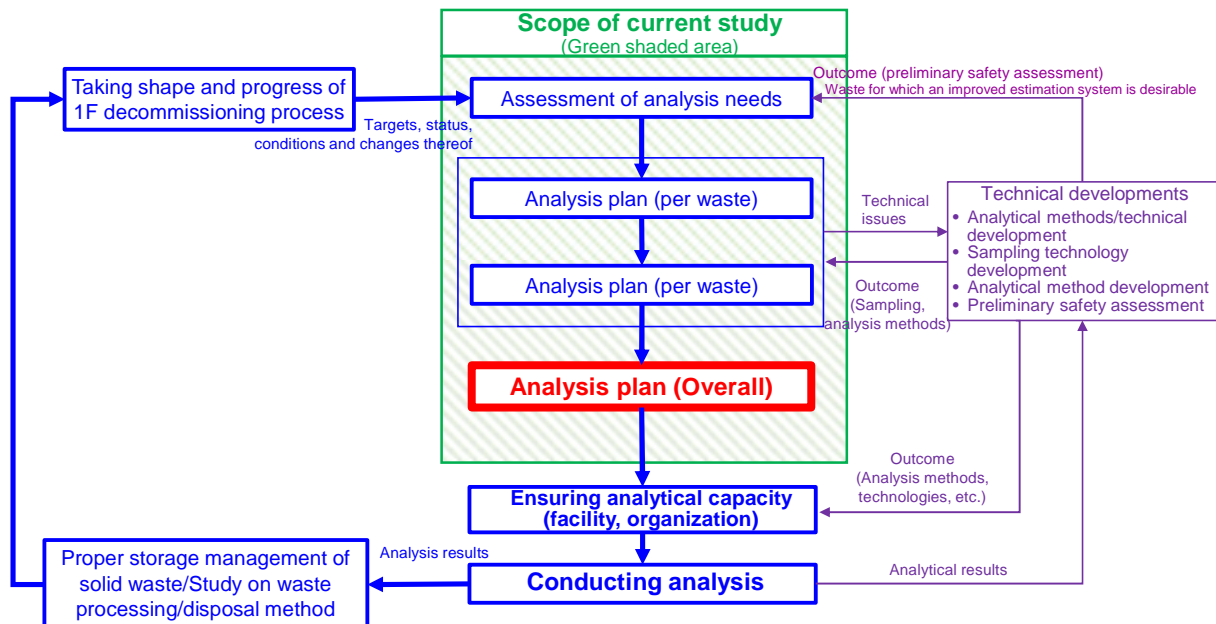 Scope of current study
(Green shaded area)
Taking shape and progress of
1F decommissioning process
Assessment of analysis needs
Outcome (preliminary safety assessment)
Waste for which an improved estimation system is desirable
Targets, status,
conditions and changes thereof
Analysis plan (per waste)
Technical
issues
Technical developments
• Analytical methods/technical
development
• Sampling technology
development
• Analytical method development
• Preliminary safety assessment
Analysis plan (per waste)
Outcome
(Sampling,
analysis methods)
Analysis plan (Overall)
Outcome
(Analysis methods,
technologies, etc.)
Ensuring analytical capacity
(facility, organization)
Proper storage management of
solid waste/Study on waste
processing/disposal method
Analysis results
Conducting analysis
Analytical results